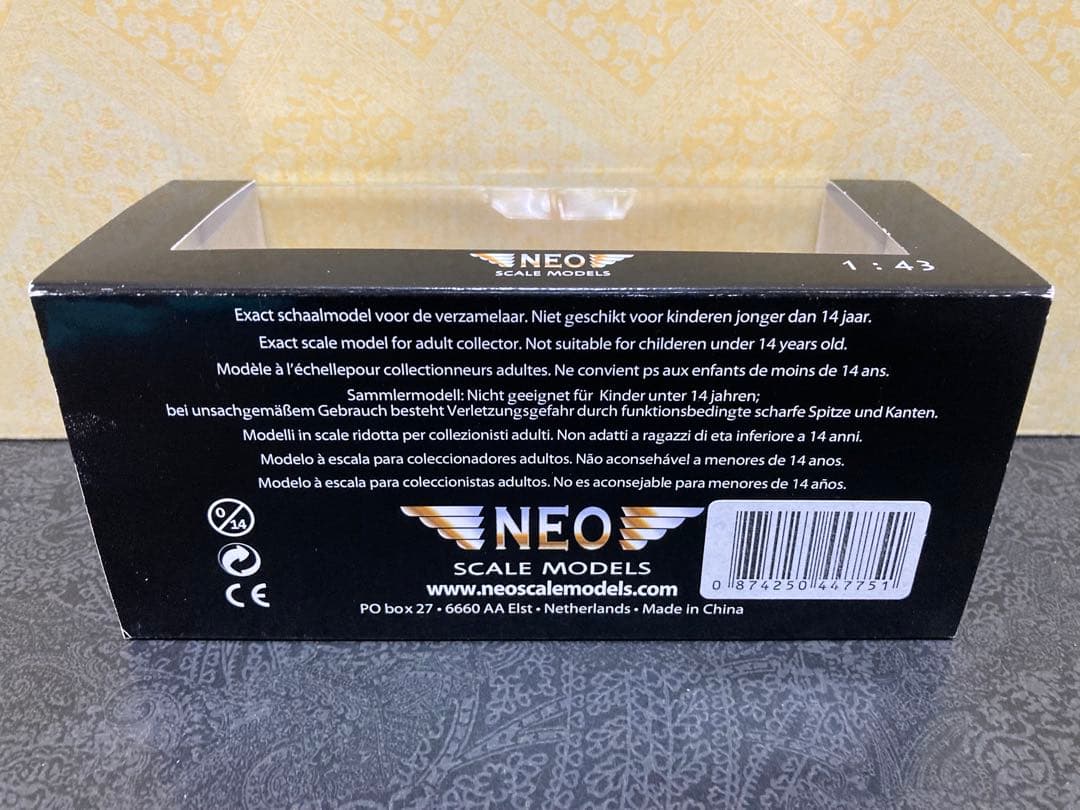 NEO
SCALE MODELS
1:43
Exact schaalmodel voor de verzamelaar. Niet geschikt voor kinderen jonger dan 14 jaar.
Exact scale model for adult collector. Not suitable for childeren under 14 years old.
Modèle à l'échellepour collectionneurs adultes. Ne convient ps aux enfants de moins de 14 ans.
Sammlermodell: Nicht geeignet für Kinder unter 14 jahren;
bei unsachgemäßem Gebrauch besteht Verletzungsgefahr durch funktionsbedingte scharfe Spitze und Kanten.
Modelli in scale ridotta per collezionisti adulti. Non adatti a ragazzi di eta inferiore a 14 anni.
Modelo à escala para coleccionadores adultos. Não aconsehável a menores de 14 anos.
Modelo à escala para coleccionistas adultos. No es aconsejable para menores de 14 años.
0/14
CE
NEO
SCALE MODELS
www.neoscalemodels.com
PO box 27 • 6660 AA Elst • Netherlands • Made in China
0 874250 447751